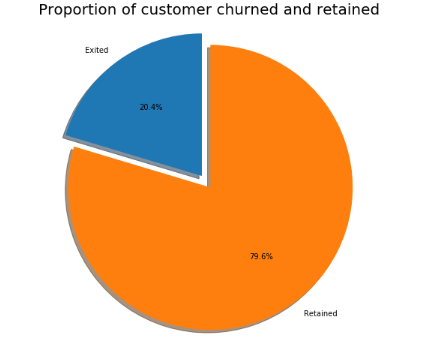 Proportion of customer churned and retained
Exited
20.4%
79.6%
Retained